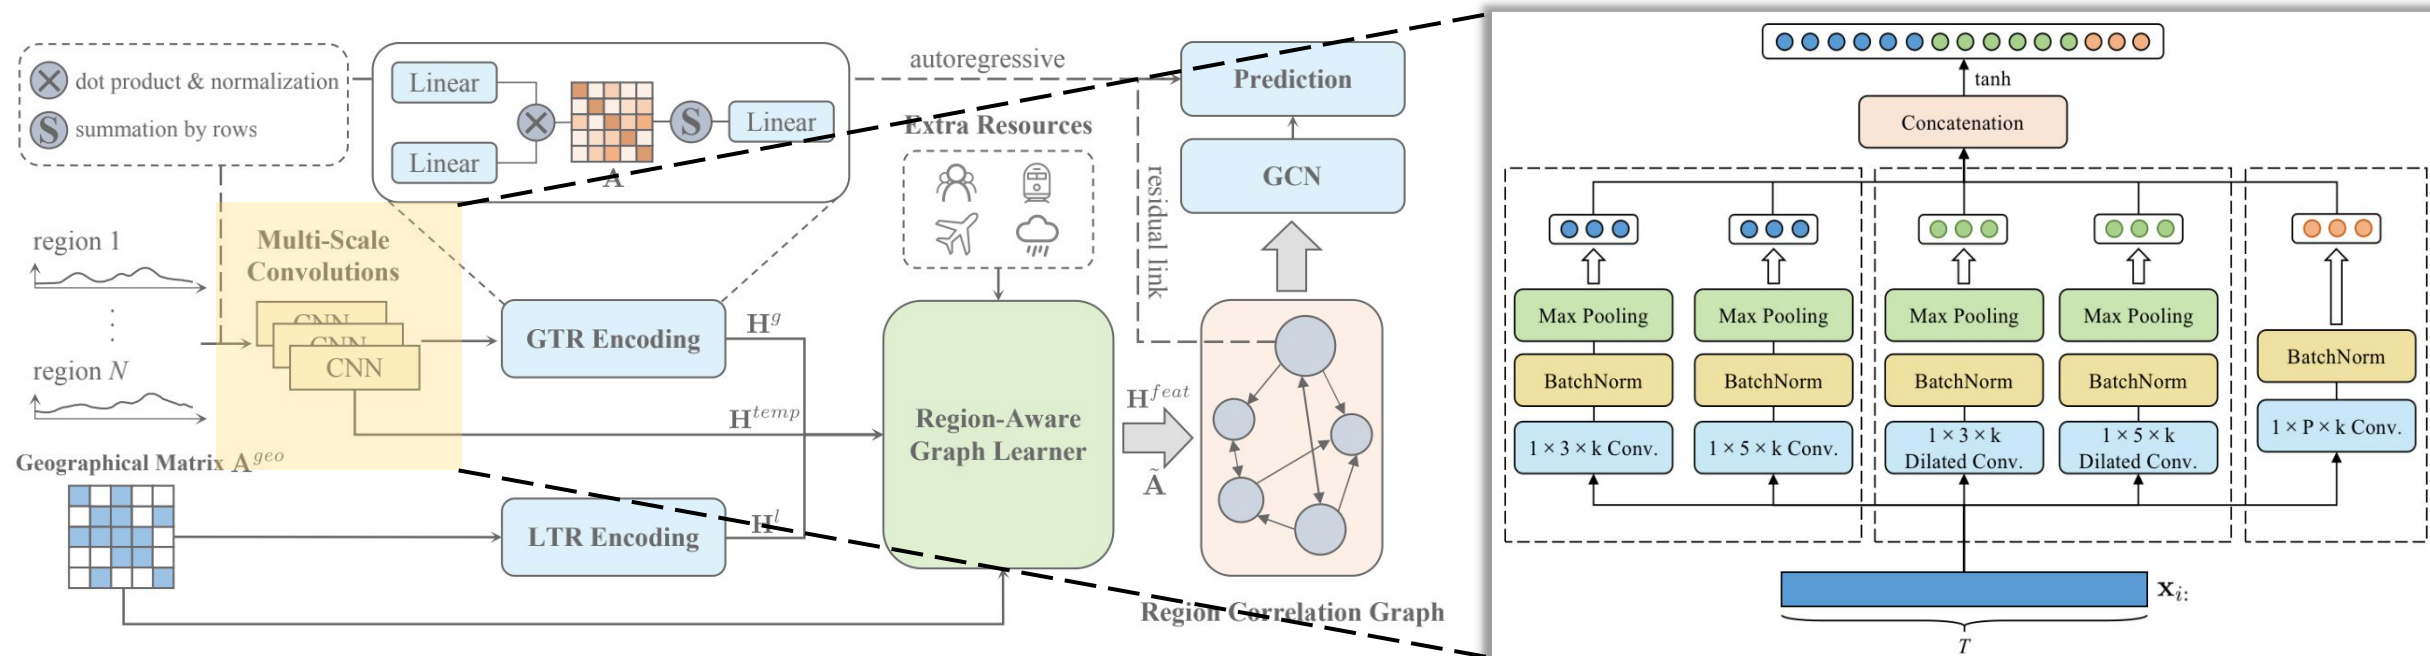 dot product & normalization
S summation by rows
Linear
Linear
S
Linear
A
autoregressive
Prediction
Extra Resources
GCN
residual link
region 1
Multi-Scale
Convolutions
CNN
CNN
CNN
region N
GTR Encoding
H^g
H^{temp}
Region-Aware
Graph Learner
H^{feat}
Ã
Geographical Matrix A^{geo}
LTR Encoding
H^l
Region Correlation Graph
tanh
Concatenation
Max Pooling
Max Pooling
Max Pooling
Max Pooling
BatchNorm
BatchNorm
BatchNorm
BatchNorm
BatchNorm
1 × 3 × k Conv.
1 × 5 × k Conv.
1 × 3 × k
Dilated Conv.
1 × 5 × k
Dilated Conv.
1 × P × k Conv.
x_{i:}
T